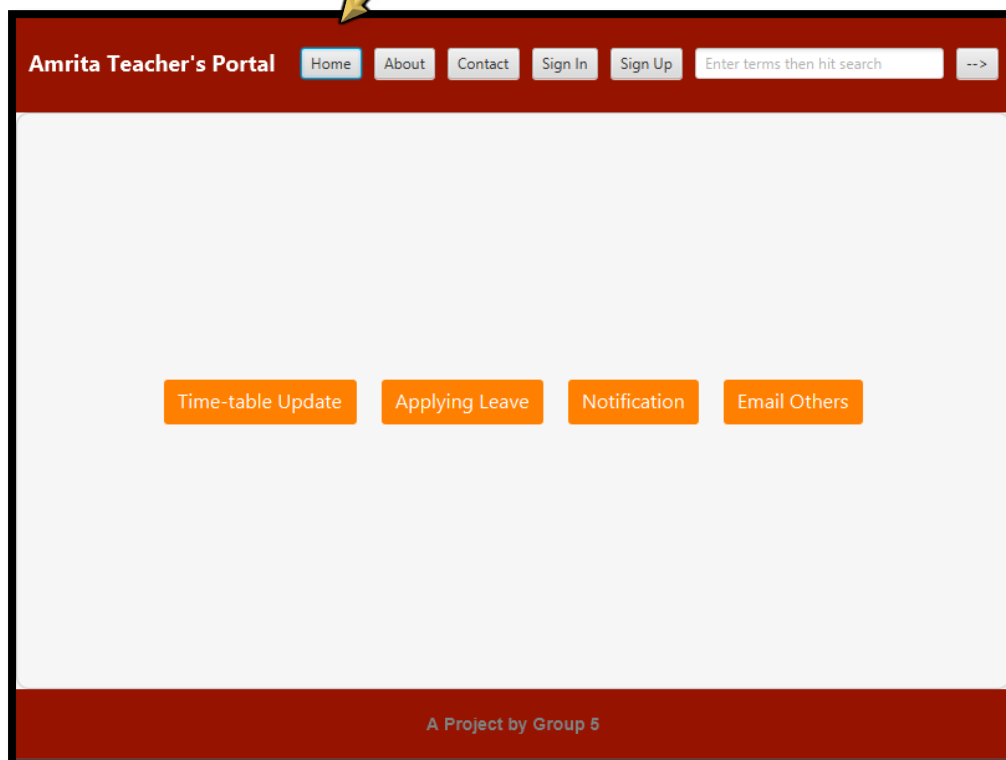 Amrita Teacher's Portal Home About Contact Sign In Sign Up Enter terms then hit search -->
Time-table Update Applying Leave Notification Email Others
A Project by Group 5